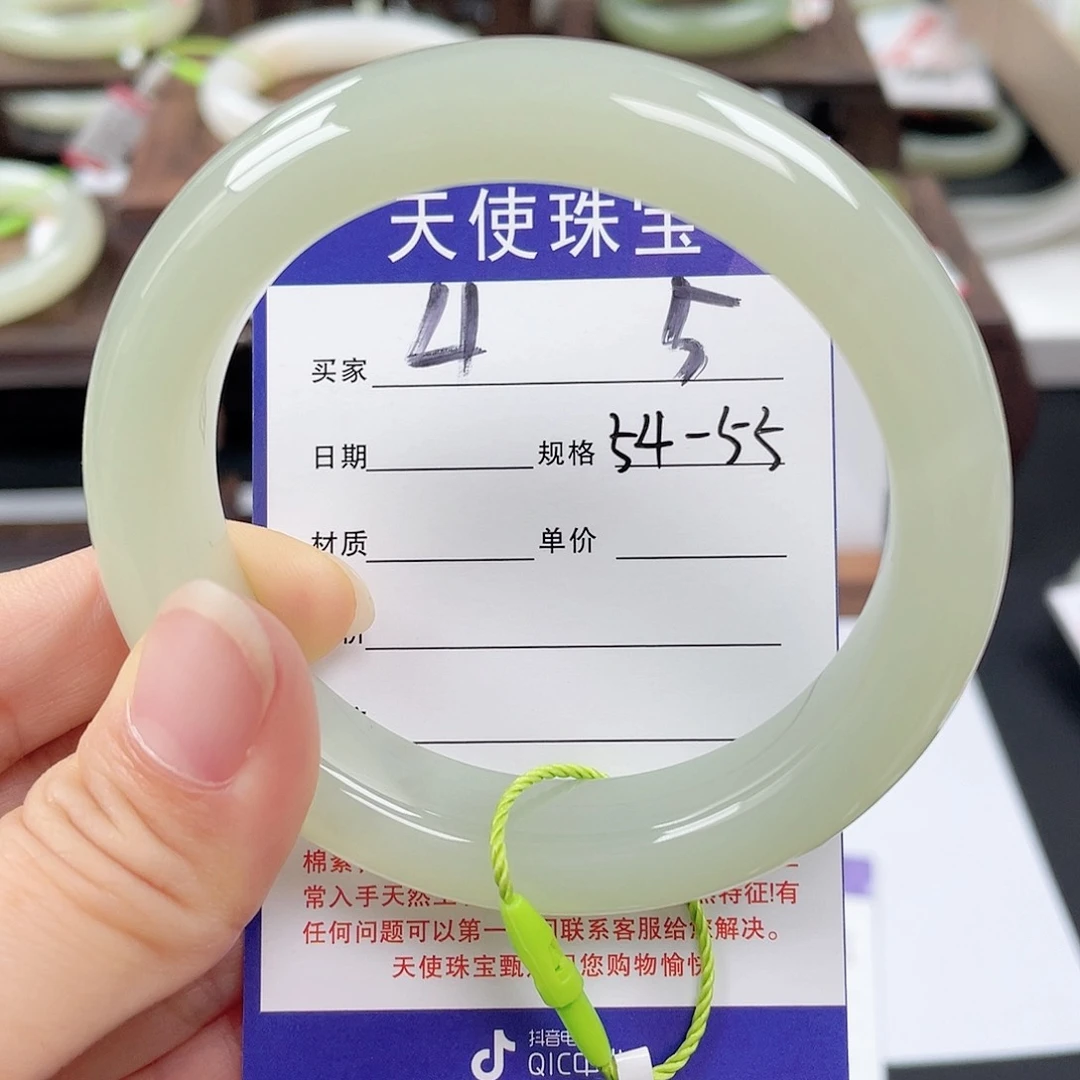 天使珠宝
买家 4 5
日期 规格 54-55
材质 单价
棉絮
常入手天然 特征!有
任何问题可以第一 联系客服给 解决。
天使珠宝甄 您购物愉
抖音电
QIC中